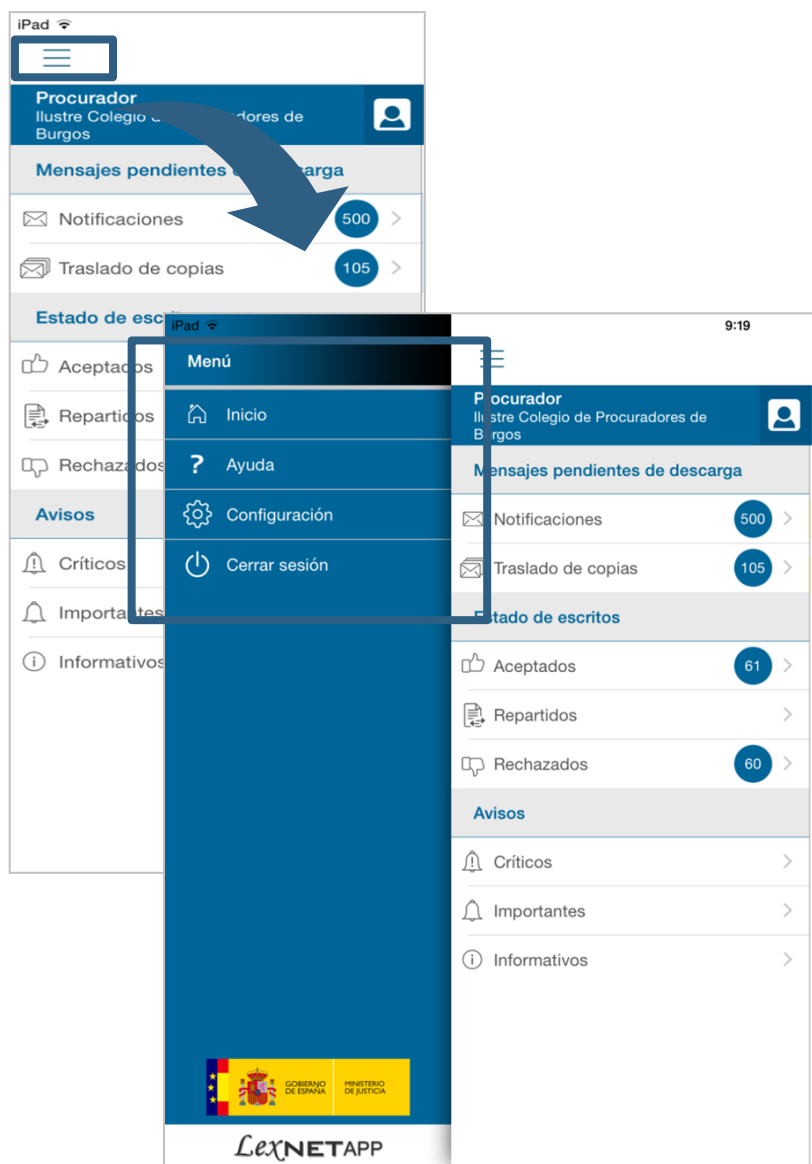 iPad
Procurador
Ilustre Colegio de Procuradores de
Burgos
Mensajes pendientes de descarga
Notificaciones 500
Traslado de copias 105
Estado de esc
Aceptados
Repartidos
Rechazados
Avisos
Críticos
Importantes
Informativos
iPad
Menú
Inicio
Ayuda
Configuración
Cerrar sesión
GOBIERNO
DE ESPAÑA
MINISTERIO
DE JUSTICIA
LexNETAPP
9:19
Procurador
Ilustre Colegio de Procuradores de
Burgos
Mensajes pendientes de descarga
Notificaciones 500
Traslado de copias 105
Estado de escritos
Aceptados 61
Repartidos
Rechazados 60
Avisos
Críticos
Importantes
Informativos